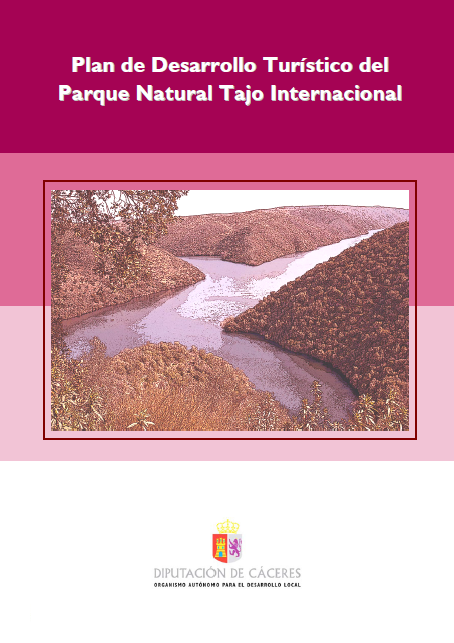 Plan de Desarrollo Turístico del
Parque Natural Tajo Internacional
DIPUTACIÓN DE CÁCERES
ORGANISMO AUTÓNOMO PARA EL DESARROLLO LOCAL